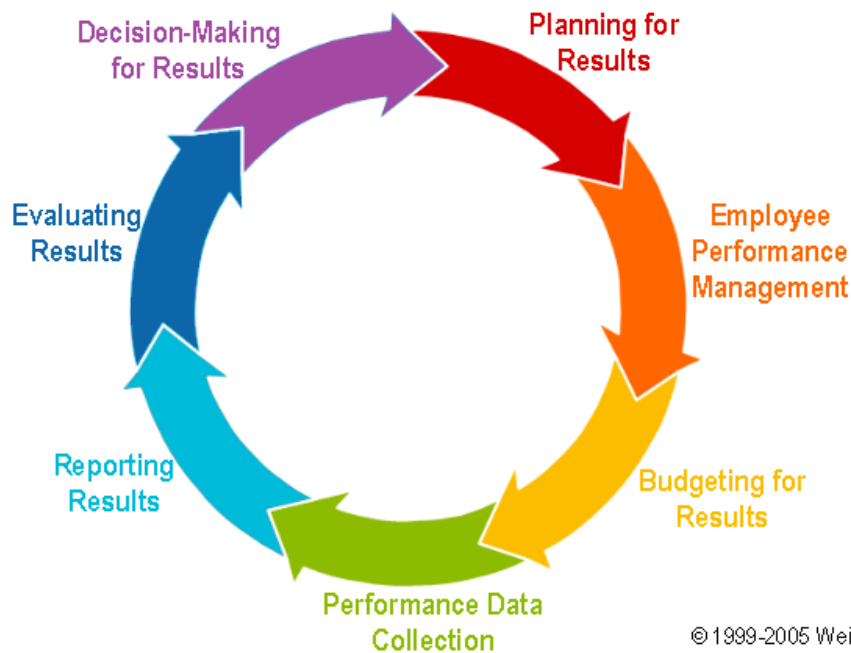 Decision-Making
for Results
Planning for
Results
Employee
Performance
Management
Budgeting for
Results
Performance Data
Collection
Reporting
Results
Evaluating
Results
© 1999-2005 Wei